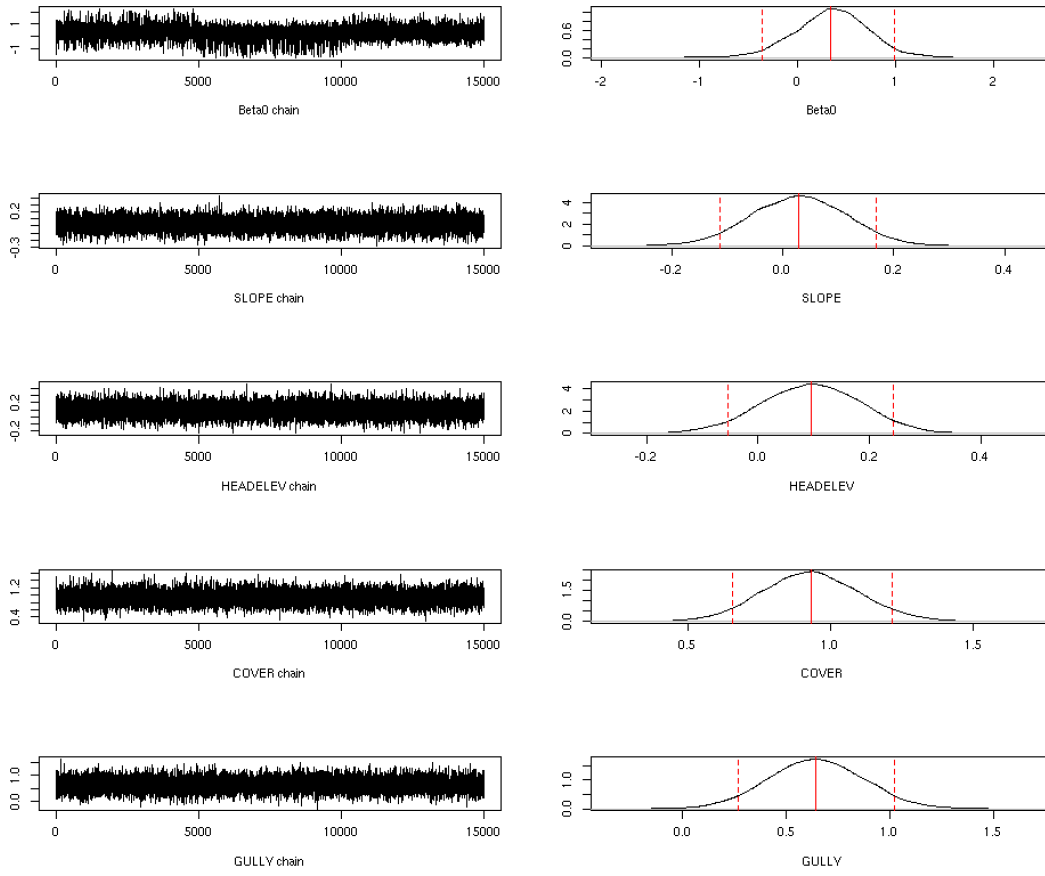 -1 1
0 5000 10000 15000
Beta0 chain
0.0 0.6
-2 -1 0 1 2
Beta0
-0.3 0.2
0 5000 10000 15000
SLOPE chain
0 2 4
-0.2 0.0 0.2 0.4
SLOPE
-0.2 0.2
0 5000 10000 15000
HEADELEV chain
0 2 4
-0.2 0.0 0.2 0.4
HEADELEV
0.4 1.2
0 5000 10000 15000
COVER chain
0.0 1.5
0.5 1.0 1.5
COVER
0.0 1.0
0 5000 10000 15000
GULLY chain
0.0 1.0
0.0 0.5 1.0 1.5
GULLY